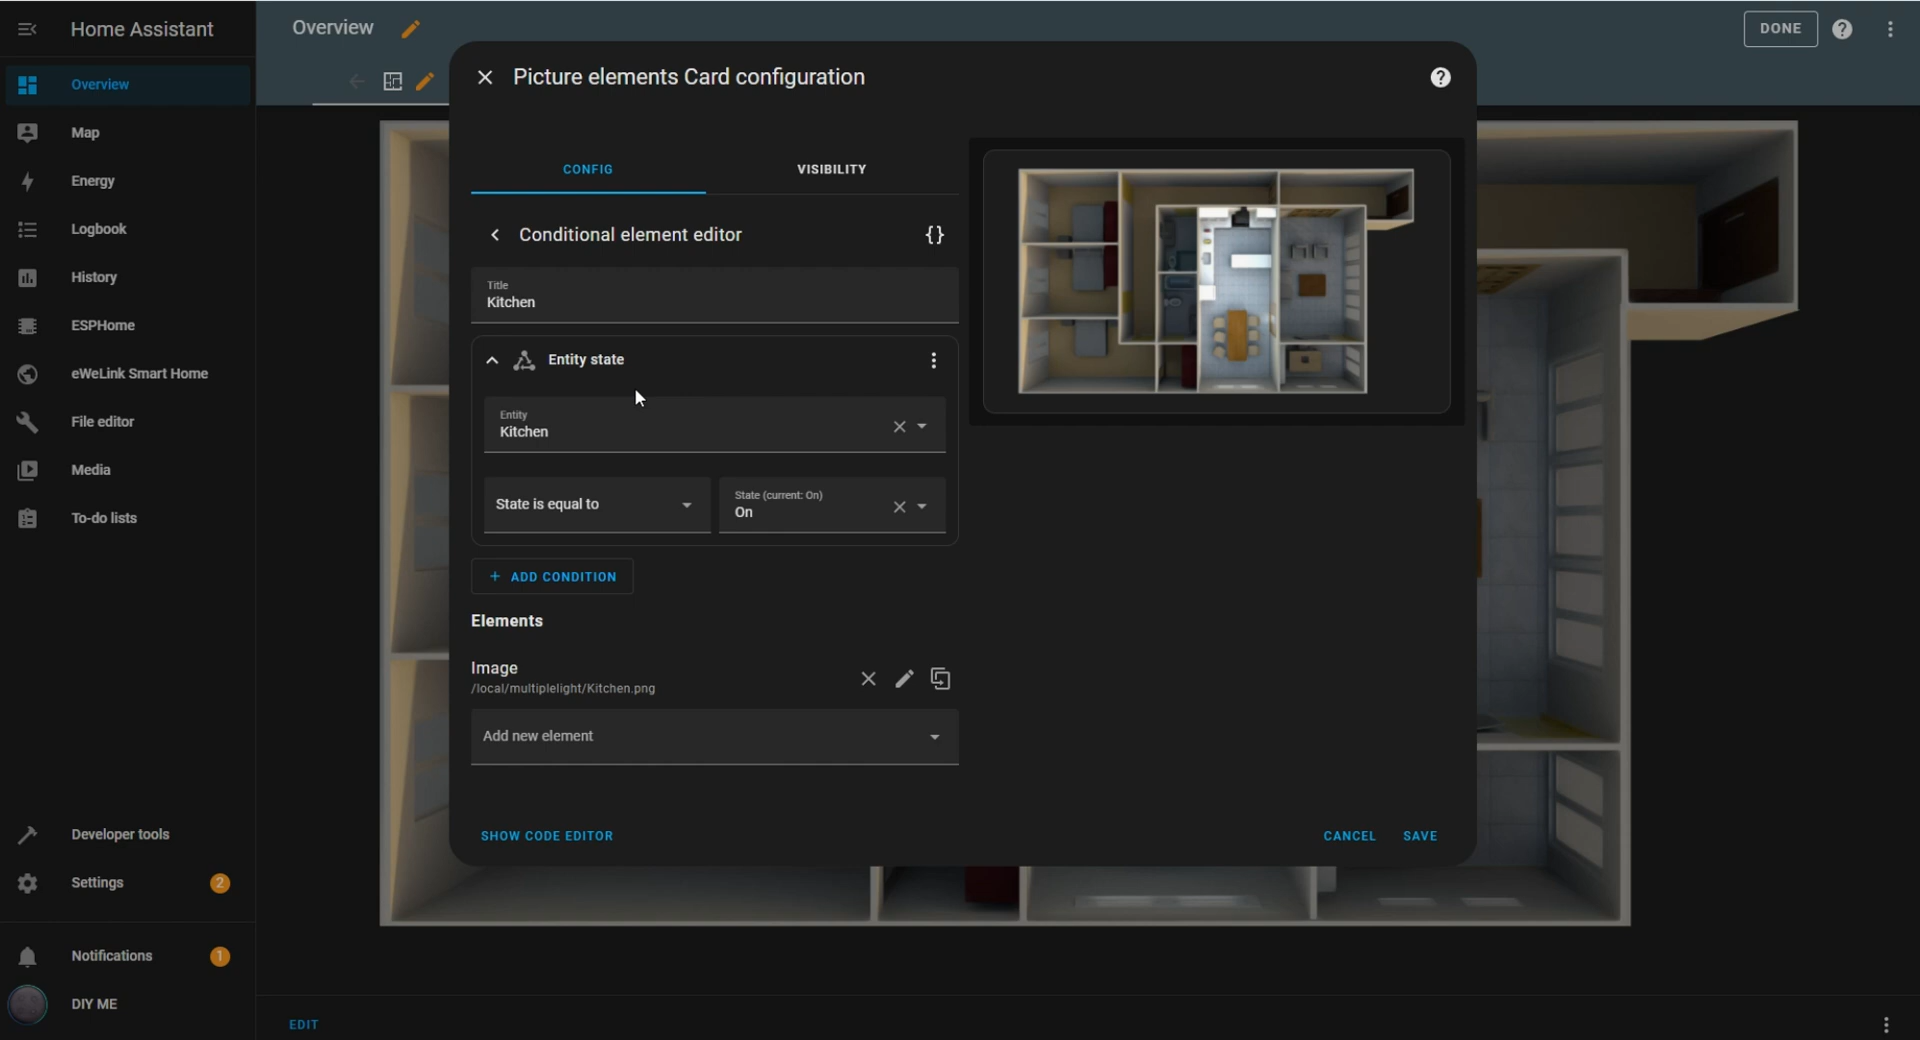 Home Assistant
Overview
DONE
Overview
Map
Energy
Logbook
History
ESPHome
eWeLink Smart Home
File editor
Media
To-do lists
Developer tools
Settings
2
Notifications
1
DIY ME
Picture elements Card configuration
CONFIG
VISIBILITY
Conditional element editor
{}
Title
Kitchen
Entity state
Entity
Kitchen
State is equal to
State (current: On)
On
+ ADD CONDITION
Elements
Image
/local/multiplelight/Kitchen.png
Add new element
SHOW CODE EDITOR
CANCEL
SAVE
EDIT